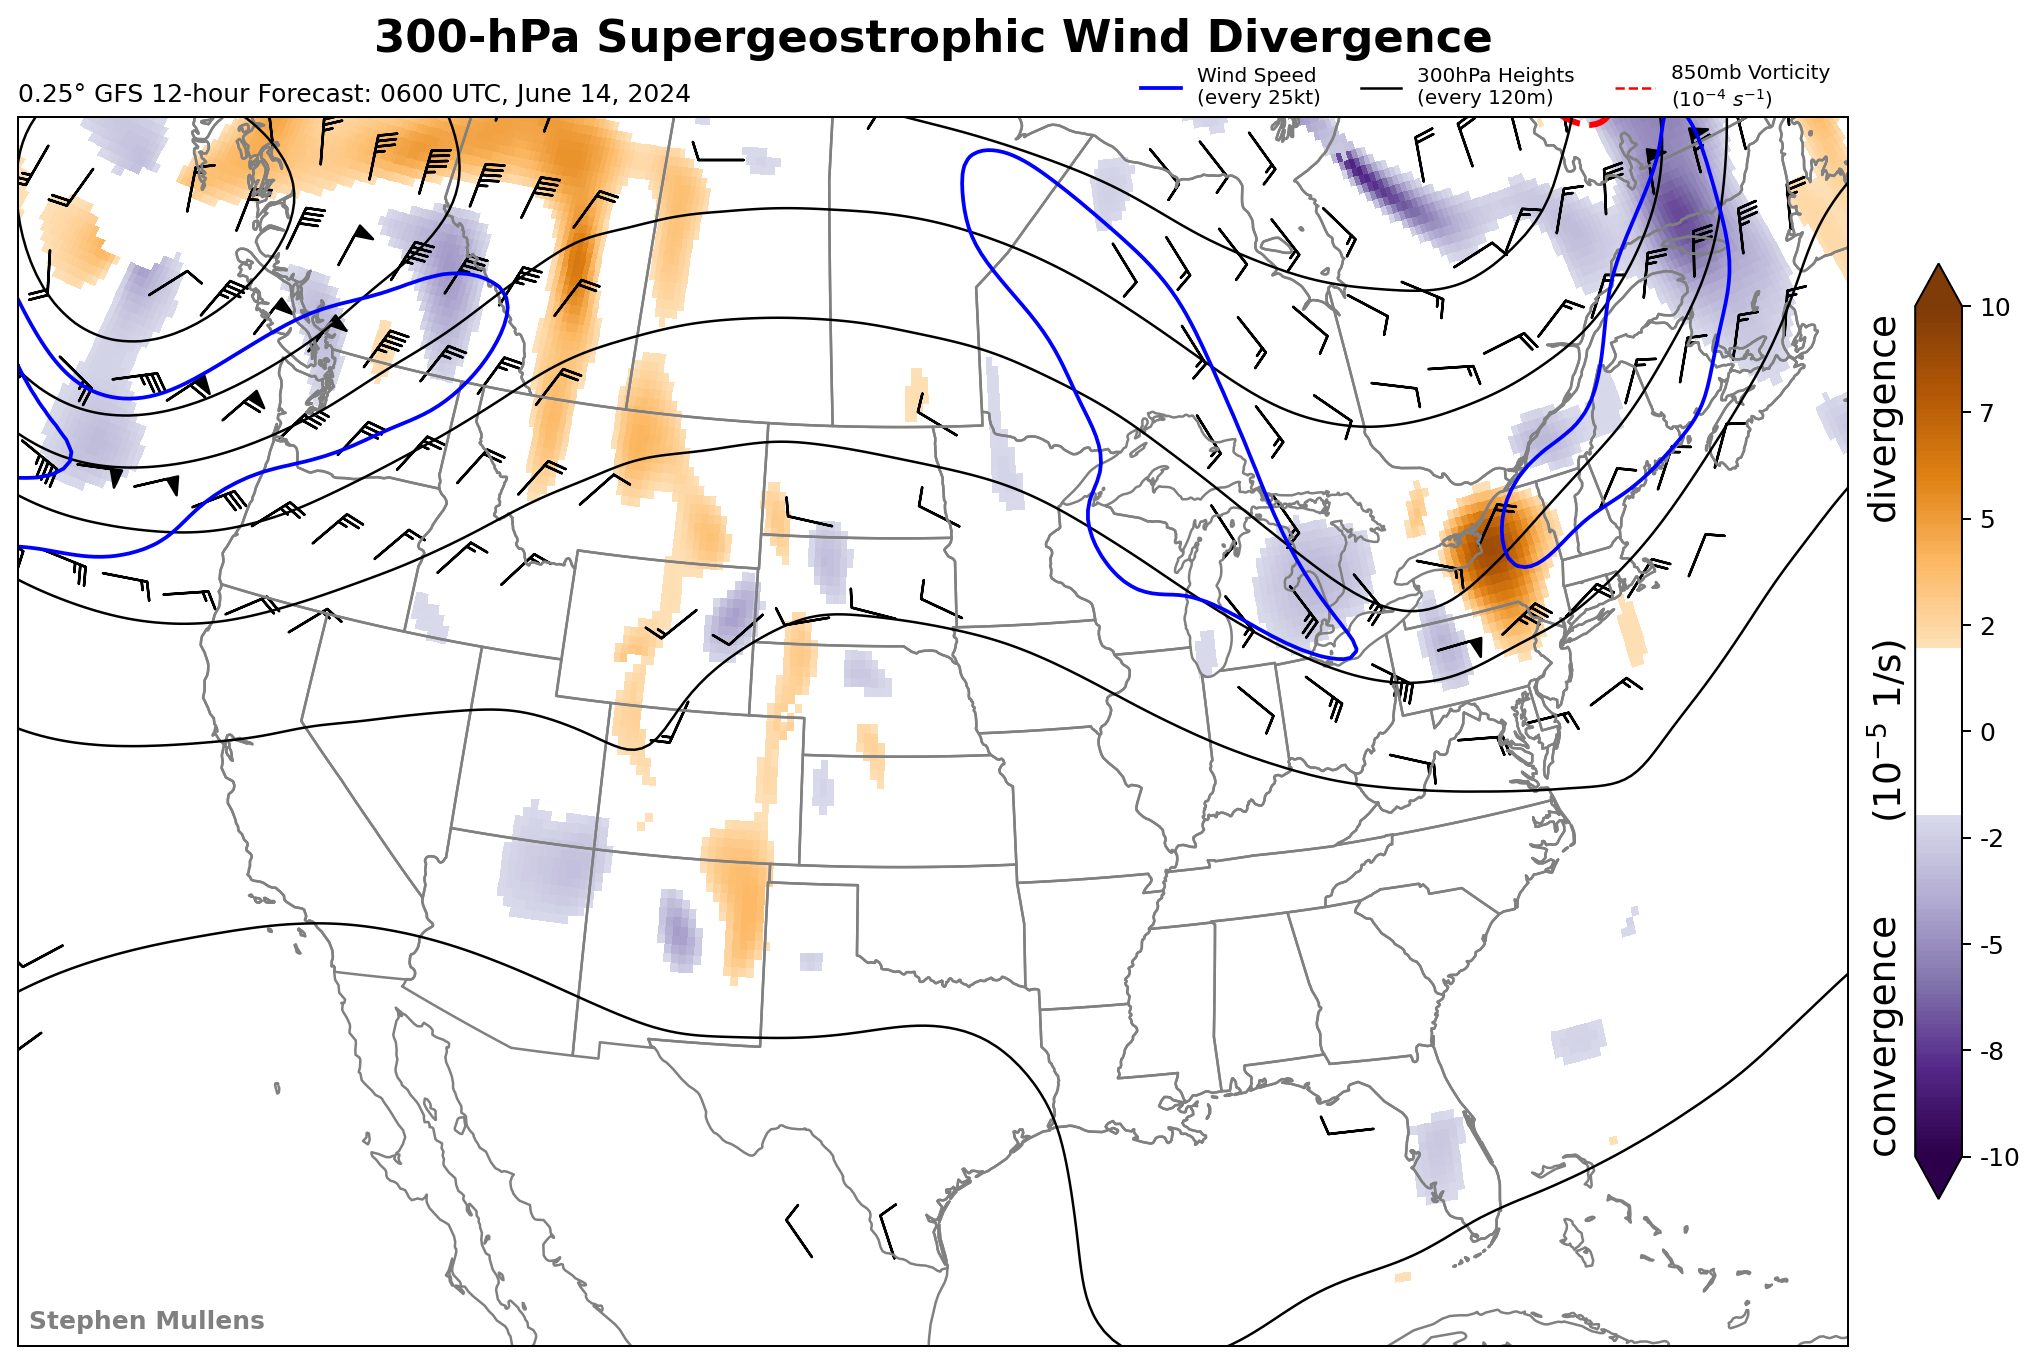 300-hPa Supergeostrophic Wind Divergence
0.25° GFS 12-hour Forecast: 0600 UTC, June 14, 2024
Wind Speed
(every 25kt)
300hPa Heights
(every 120m)
850mb Vorticity
(10⁻⁴ s⁻¹)
10
7
5
2
0
-2
-5
-8
-10
convergence (10⁻⁵ 1/s) divergence
Stephen Mullens